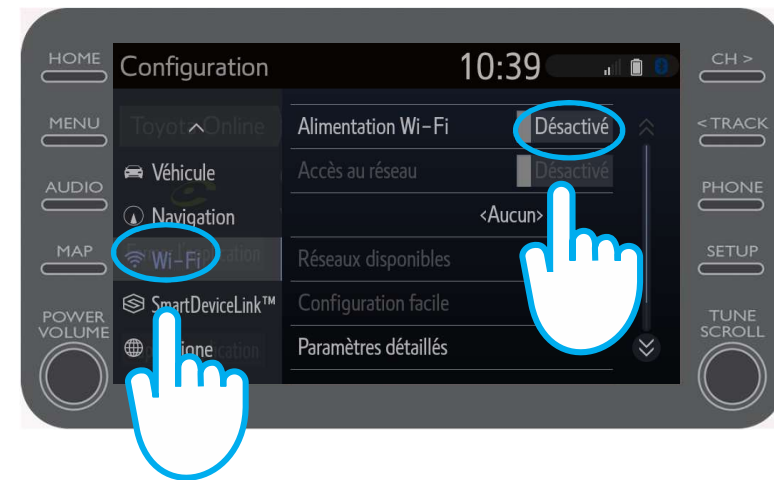 HOME
MENU
AUDIO
MAP
POWER
VOLUME
Configuration
10:39
Toyota Online
Véhicule
Navigation
Wi-Fi
SmartDeviceLink™
ione
Alimentation Wi-Fi
Désactivé
Accès au réseau
Désactivé
<Aucun>
Réseaux disponibles
Configuration facile
Paramètres détaillés
CH >
< TRACK
PHONE
SETUP
TUNE
SCROLL